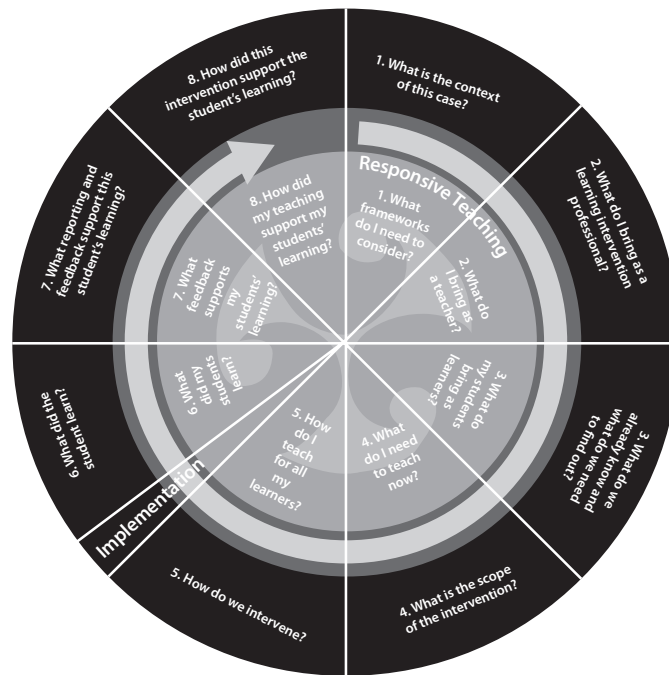 1. What is the context
of this case?
2. What do I bring as a
learning intervention
professional?
3. What do we
already know and
what do we need
to find out?
4. What is the scope
of the intervention?
5. How do we intervene?
Implementation
6. What did the
student learn?
7. What reporting and
feedback support this
student's learning?
8. How did this
intervention support the
student's learning?
Responsive Teaching
1. What
frameworks
do I need to
consider?
2. What do
I bring as
a teacher?
3. What do
my students
bring as
learners?
4. What
do I need
to teach
now?
5. How
do I
teach
for all
my
learners?
6. What
did my
students
learn?
7. What
feedback
supports
my
students'
learning?
8. How did
my teaching
support my
students'
learning?